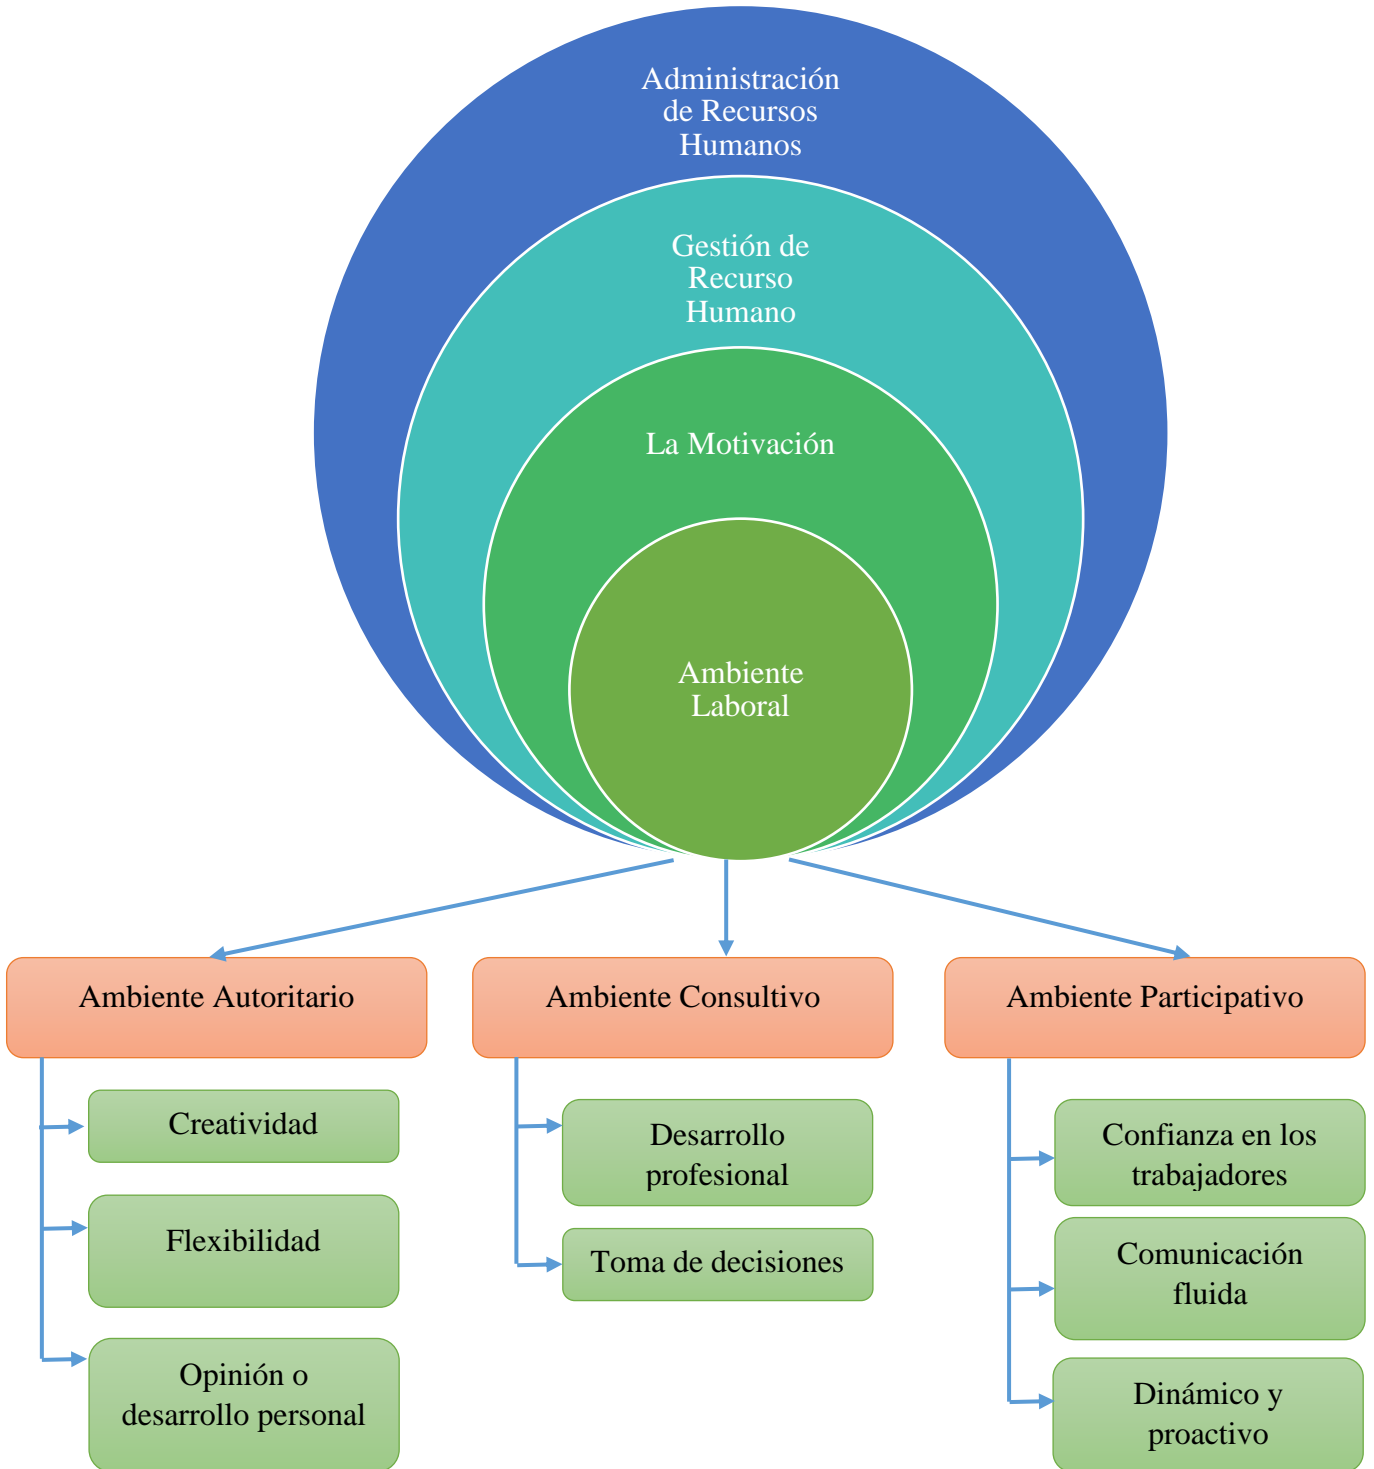 Administración
de Recursos
Humanos
Gestión de
Recurso
Humano
La Motivación
Ambiente
Laboral
Ambiente Autoritario
Creatividad
Flexibilidad
Opinión o
desarrollo personal
Ambiente Consultivo
Desarrollo
profesional
Toma de decisiones
Ambiente Participativo
Confianza en los
trabajadores
Comunicación
fluida
Dinámico y
proactivo